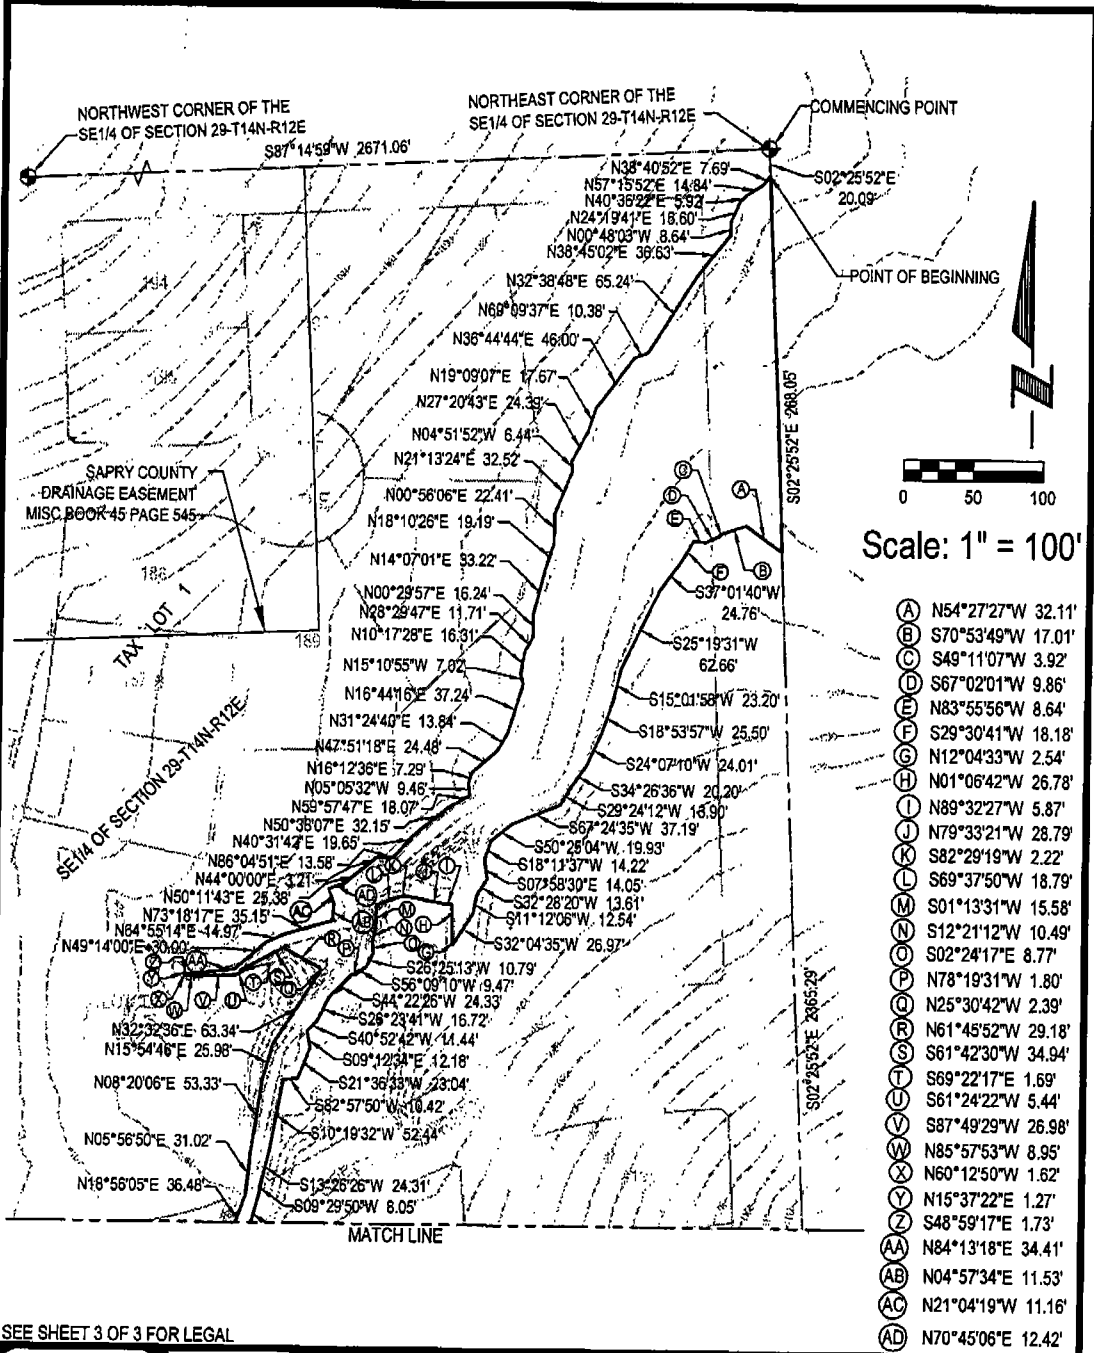 NORTHWEST CORNER OF THE
SE1/4 OF SECTION 29-T14N-R12E
NORTHEAST CORNER OF THE
SE1/4 OF SECTION 29-T14N-R12E
COMMENCING POINT
S87°14'59"W 2671.06'
N38°40'52"E 7.69'
N57°15'52"E 14.84'
N40°36'22"E 5.92'
N24°19'41"E 18.60'
N00°48'03"W 8.64'
N38°45'02"E 36.63'
S02°25'52"E
20.09'
POINT OF BEGINNING
N32°38'48"E 65.24'
N69°09'37"E 10.38'
N36°44'44"E 46.00'
N19°09'07"E 17.67'
N27°20'43"E 24.39'
N04°51'52"W 6.44'
N21°13'24"E 32.52'
N00°56'06"E 22.41'
N18°10'26"E 19.19'
N14°07'01"E 33.22'
N00°29'57"E 16.24'
N28°29'47"E 11.71'
N10°17'28"E 16.31'
N15°10'55"W 7.02'
N16°44'16"E 37.24'
N31°24'40"E 13.84'
N47°51'18"E 24.48'
N16°12'36"E 7.29'
N05°05'32"W 9.46'
N59°57'47"E 18.07'
N50°38'07"E 32.15'
N40°31'42"E 19.65'
N86°04'51"E 13.58'
N44°00'00"E 3.21'
N50°11'43"E 25.38'
N73°18'17"E 35.15'
N64°55'14"E 14.97'
N49°14'00"E 30.00'
N32°32'36"E 63.34'
N15°54'46"E 25.98'
N08°20'06"E 53.33'
N05°56'50"E 31.02'
N18°56'05"E 36.48'
194
188
189
SAPRY COUNTY
DRAINAGE EASEMENT
MISC BOOK 45 PAGE 545
TAX LOT 1
SE1/4 OF SECTION 29-T14N-R12E
S02°25'52"E 268.05'
S02°25'52"E 2365.29'
S37°01'40"W
24.76'
S25°19'31"W
62.66'
S15°01'58"W 23.20'
S18°53'57"W 25.50'
S24°07'10"W 24.01'
S34°26'36"W 20.20'
S29°24'12"W 18.90'
S67°24'35"W 37.19'
S50°25'04"W 19.93'
S18°11'37"W 14.22'
S07°58'30"E 14.05'
S32°28'20"W 13.61'
S11°12'06"W 12.54'
S32°04'35"W 26.97'
S26°25'13"W 10.79'
S56°09'10"W 9.47'
S44°22'26"W 24.33'
S26°23'41"W 16.72'
S40°52'42"W 11.44'
S09°12'34"E 12.18'
S21°36'33"W 23.04'
S82°57'50"W 10.42'
S10°19'32"W 52.44'
S13°26'26"W 24.31'
S09°29'50"W 8.05'
MATCH LINE
0 50 100
Scale: 1" = 100'
A N54°27'27"W 32.11'
B S70°53'49"W 17.01'
C S49°11'07"W 3.92'
D S67°02'01"W 9.86'
E N83°55'56"W 8.64'
F S29°30'41"W 18.18'
G N12°04'33"W 2.54'
H N01°06'42"W 26.78'
I N89°32'27"W 5.87'
J N79°33'21"W 28.79'
K S82°29'19"W 2.22'
L S69°37'50"W 18.79'
M S01°13'31"W 15.58'
N S12°21'12"W 10.49'
O S02°24'17"E 8.77'
P N78°19'31"W 1.80'
Q N25°30'42"W 2.39'
R N61°45'52"W 29.18'
S S61°42'30"W 34.94'
T S69°22'17"E 1.69'
U S61°24'22"W 5.44'
V S87°49'29"W 26.98'
W N85°57'53"W 8.95'
X N60°12'50"W 1.62'
Y N15°37'22"E 1.27'
Z S48°59'17"E 1.73'
AA N84°13'18"E 34.41'
AB N04°57'34"E 11.53'
AC N21°04'19"W 11.16'
AD N70°45'06"E 12.42'
SEE SHEET 3 OF 3 FOR LEGAL